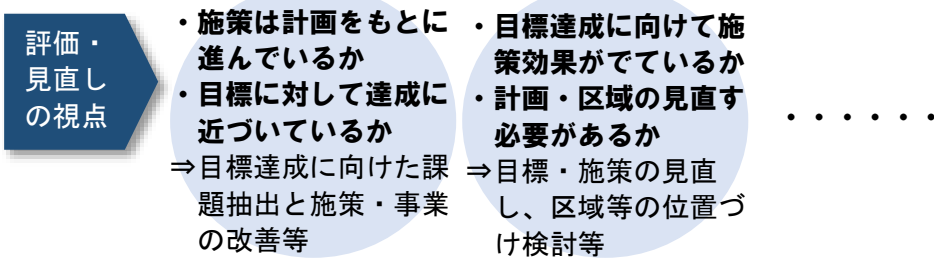 評価・
見直し
の視点
・施策は計画をもとに
進んでいるか
・目標に対して達成に
近づいているか
⇒目標達成に向けた課
題抽出と施策・事業
の改善等
・目標達成に向けて施
策効果がでているか
・計画・区域の見直す
必要があるか
⇒目標・施策の見直
し、区域等の位置づ
け検討等
・・・・・・